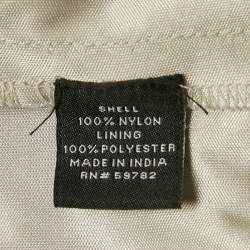 SHELL
100% NYLON
LINING
100% POLYESTER
MADE IN INDIA
RN# 59782